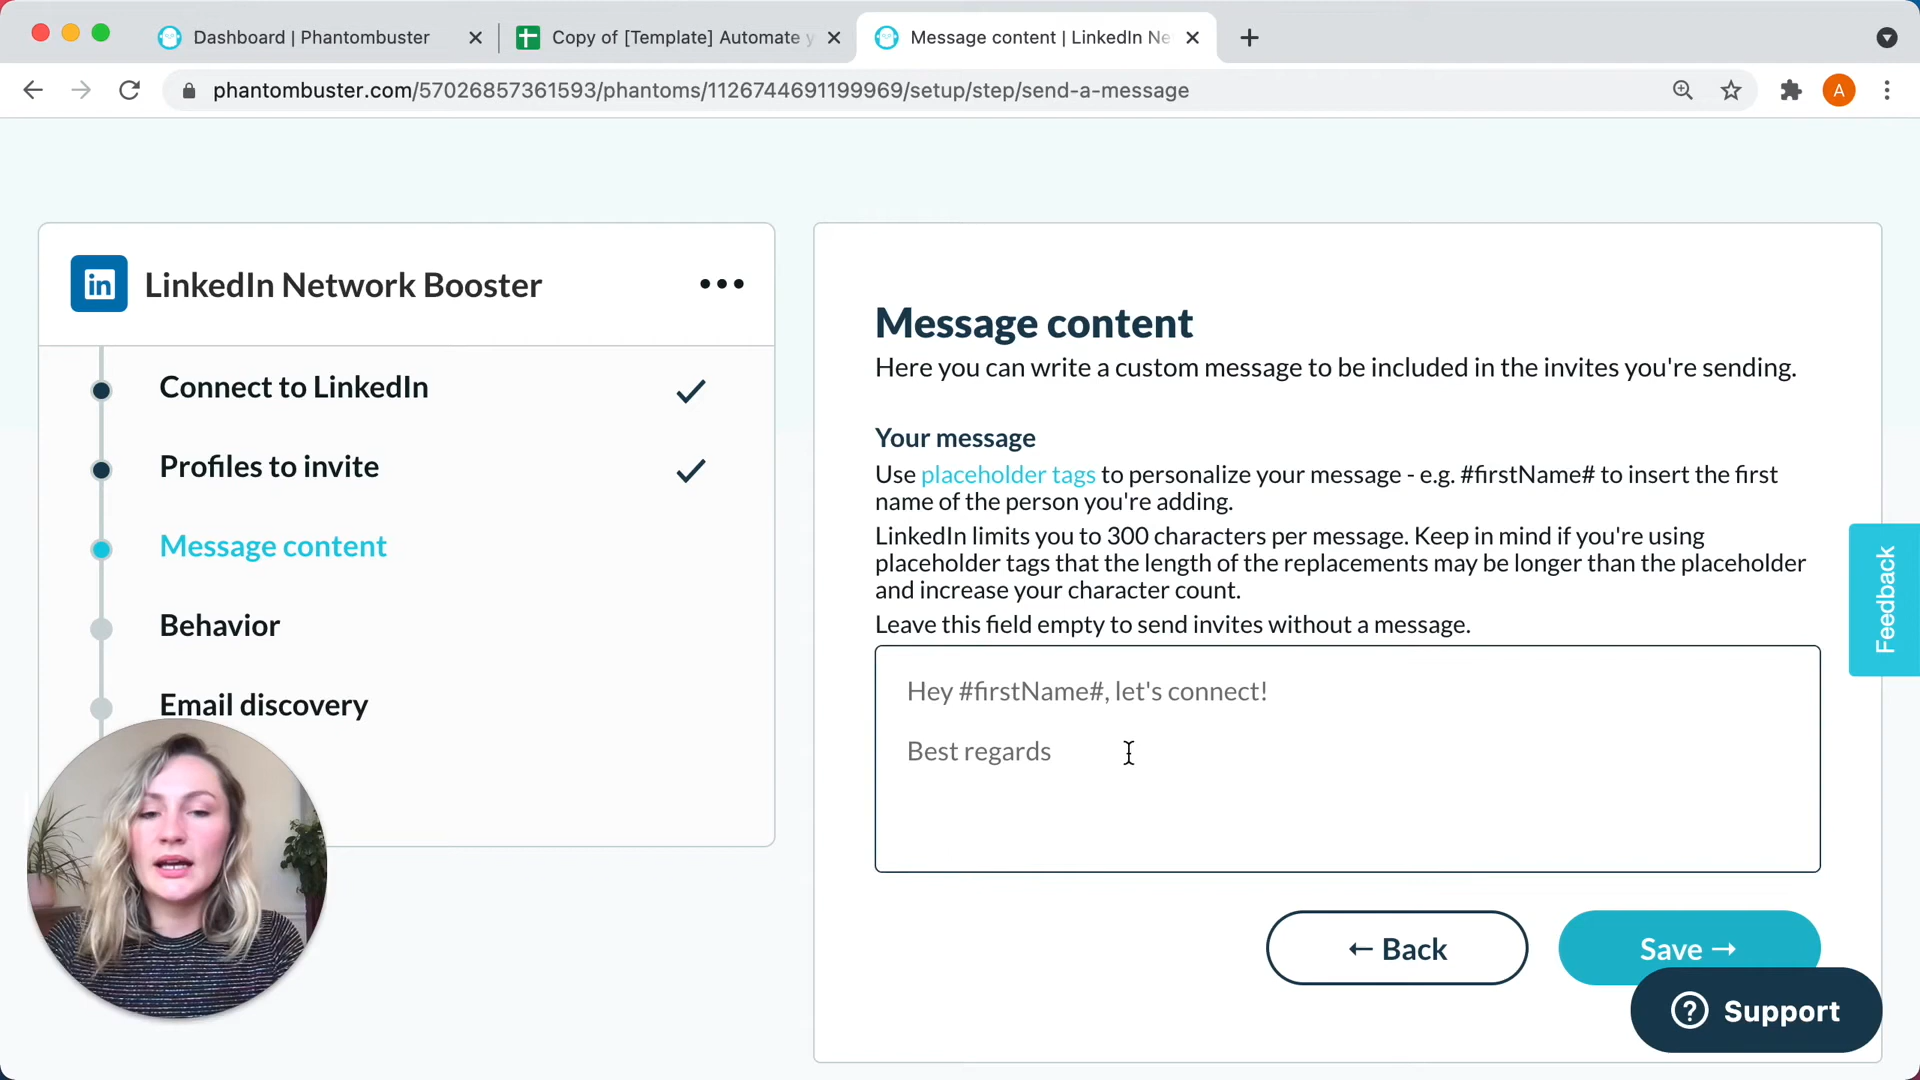 Dashboard | Phantombuster
Copy of [Template] Automate y
Message content | LinkedIn Ne
phantombuster.com/57026857361593/phantoms/1126744691199969/setup/step/send-a-message
A
in
LinkedIn Network Booster
Connect to LinkedIn
Profiles to invite
Message content
Behavior
Email discovery
Message content
Here you can write a custom message to be included in the invites you're sending.
Your message
Use placeholder tags to personalize your message - e.g. #firstName# to insert the first
name of the person you're adding.
LinkedIn limits you to 300 characters per message. Keep in mind if you're using
placeholder tags that the length of the replacements may be longer than the placeholder
and increase your character count.
Leave this field empty to send invites without a message.
Hey #firstName#, let's connect!
Best regards
← Back
Save →
Feedback
? Support